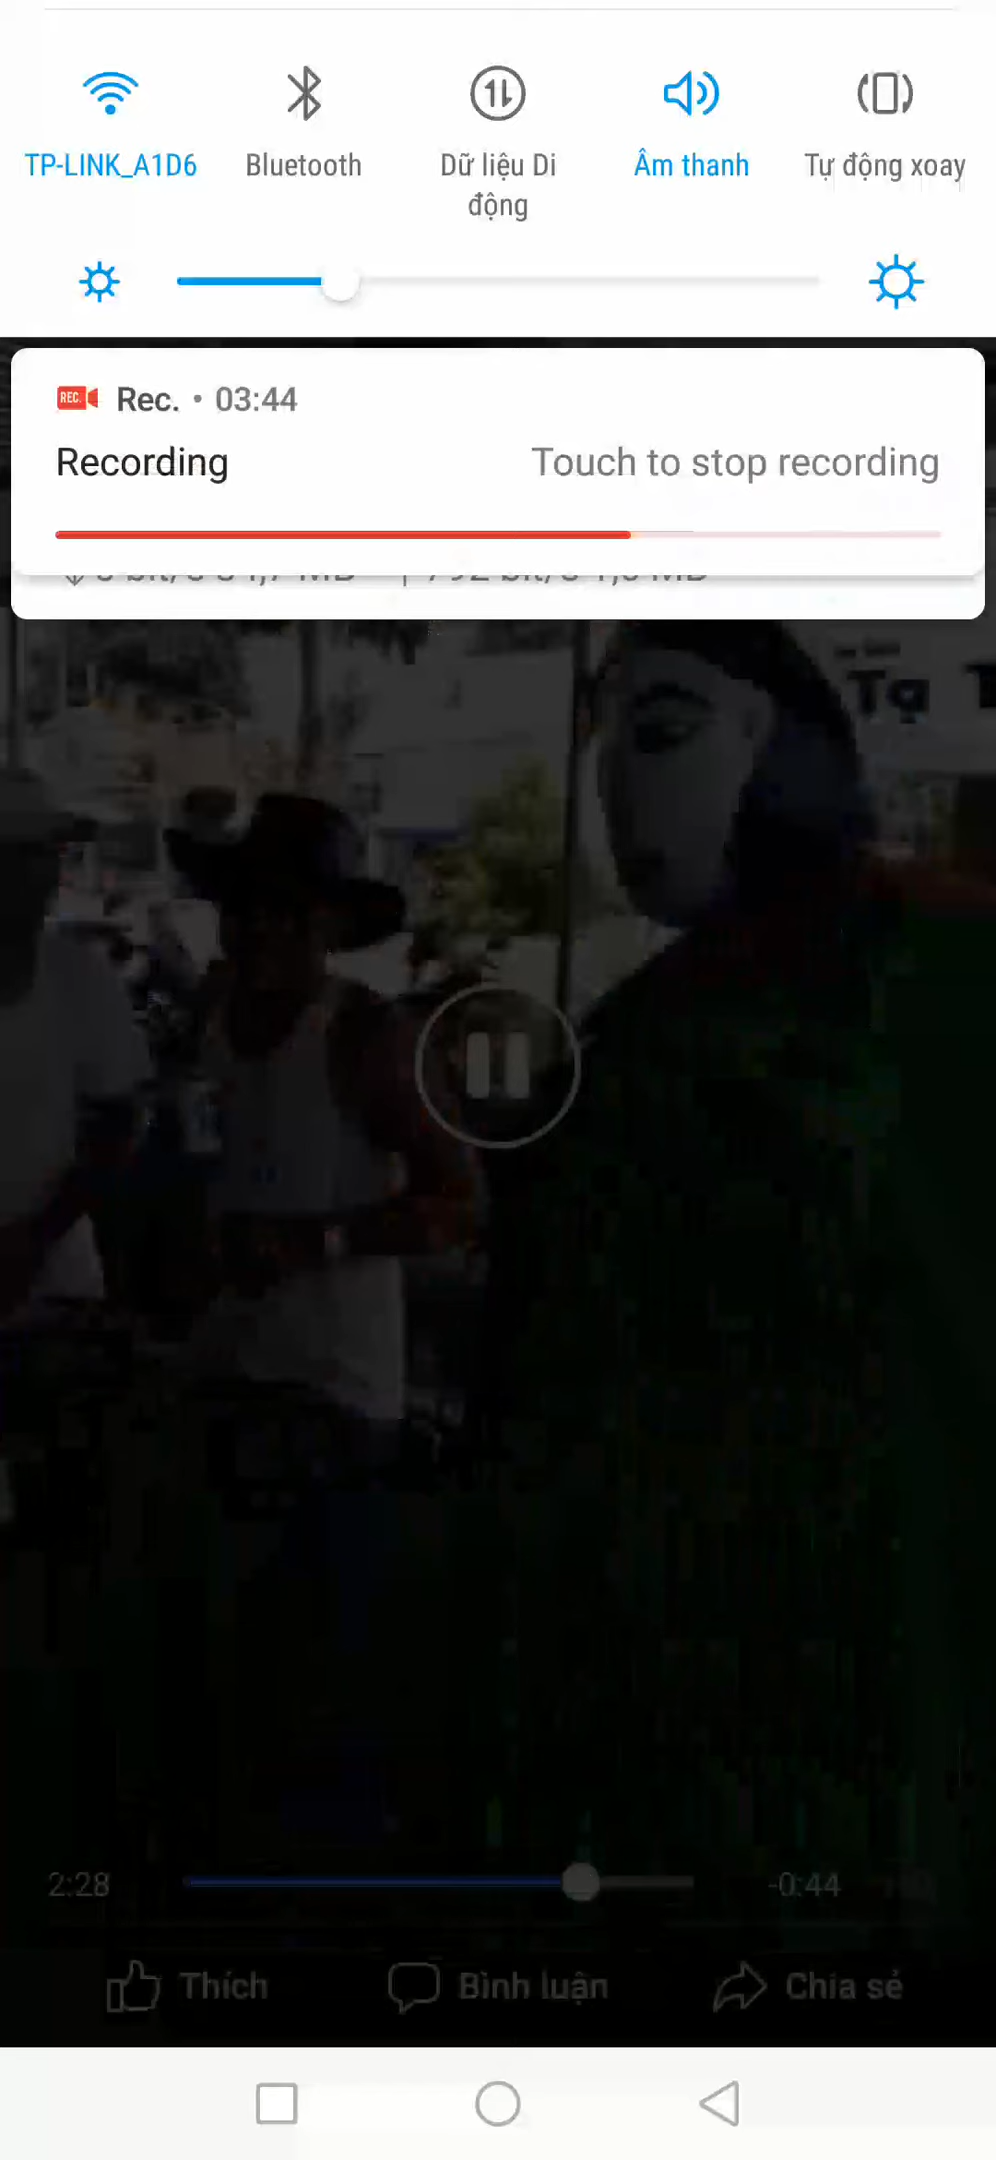 TP-LINK_A1D6
Bluetooth
Dữ liệu Di động
Âm thanh
Tự động xoay
REC
Rec. • 03:44
Recording
Touch to stop recording
Tạ
2:28
-0:44
Thích
Bình luận
Chia sẻ